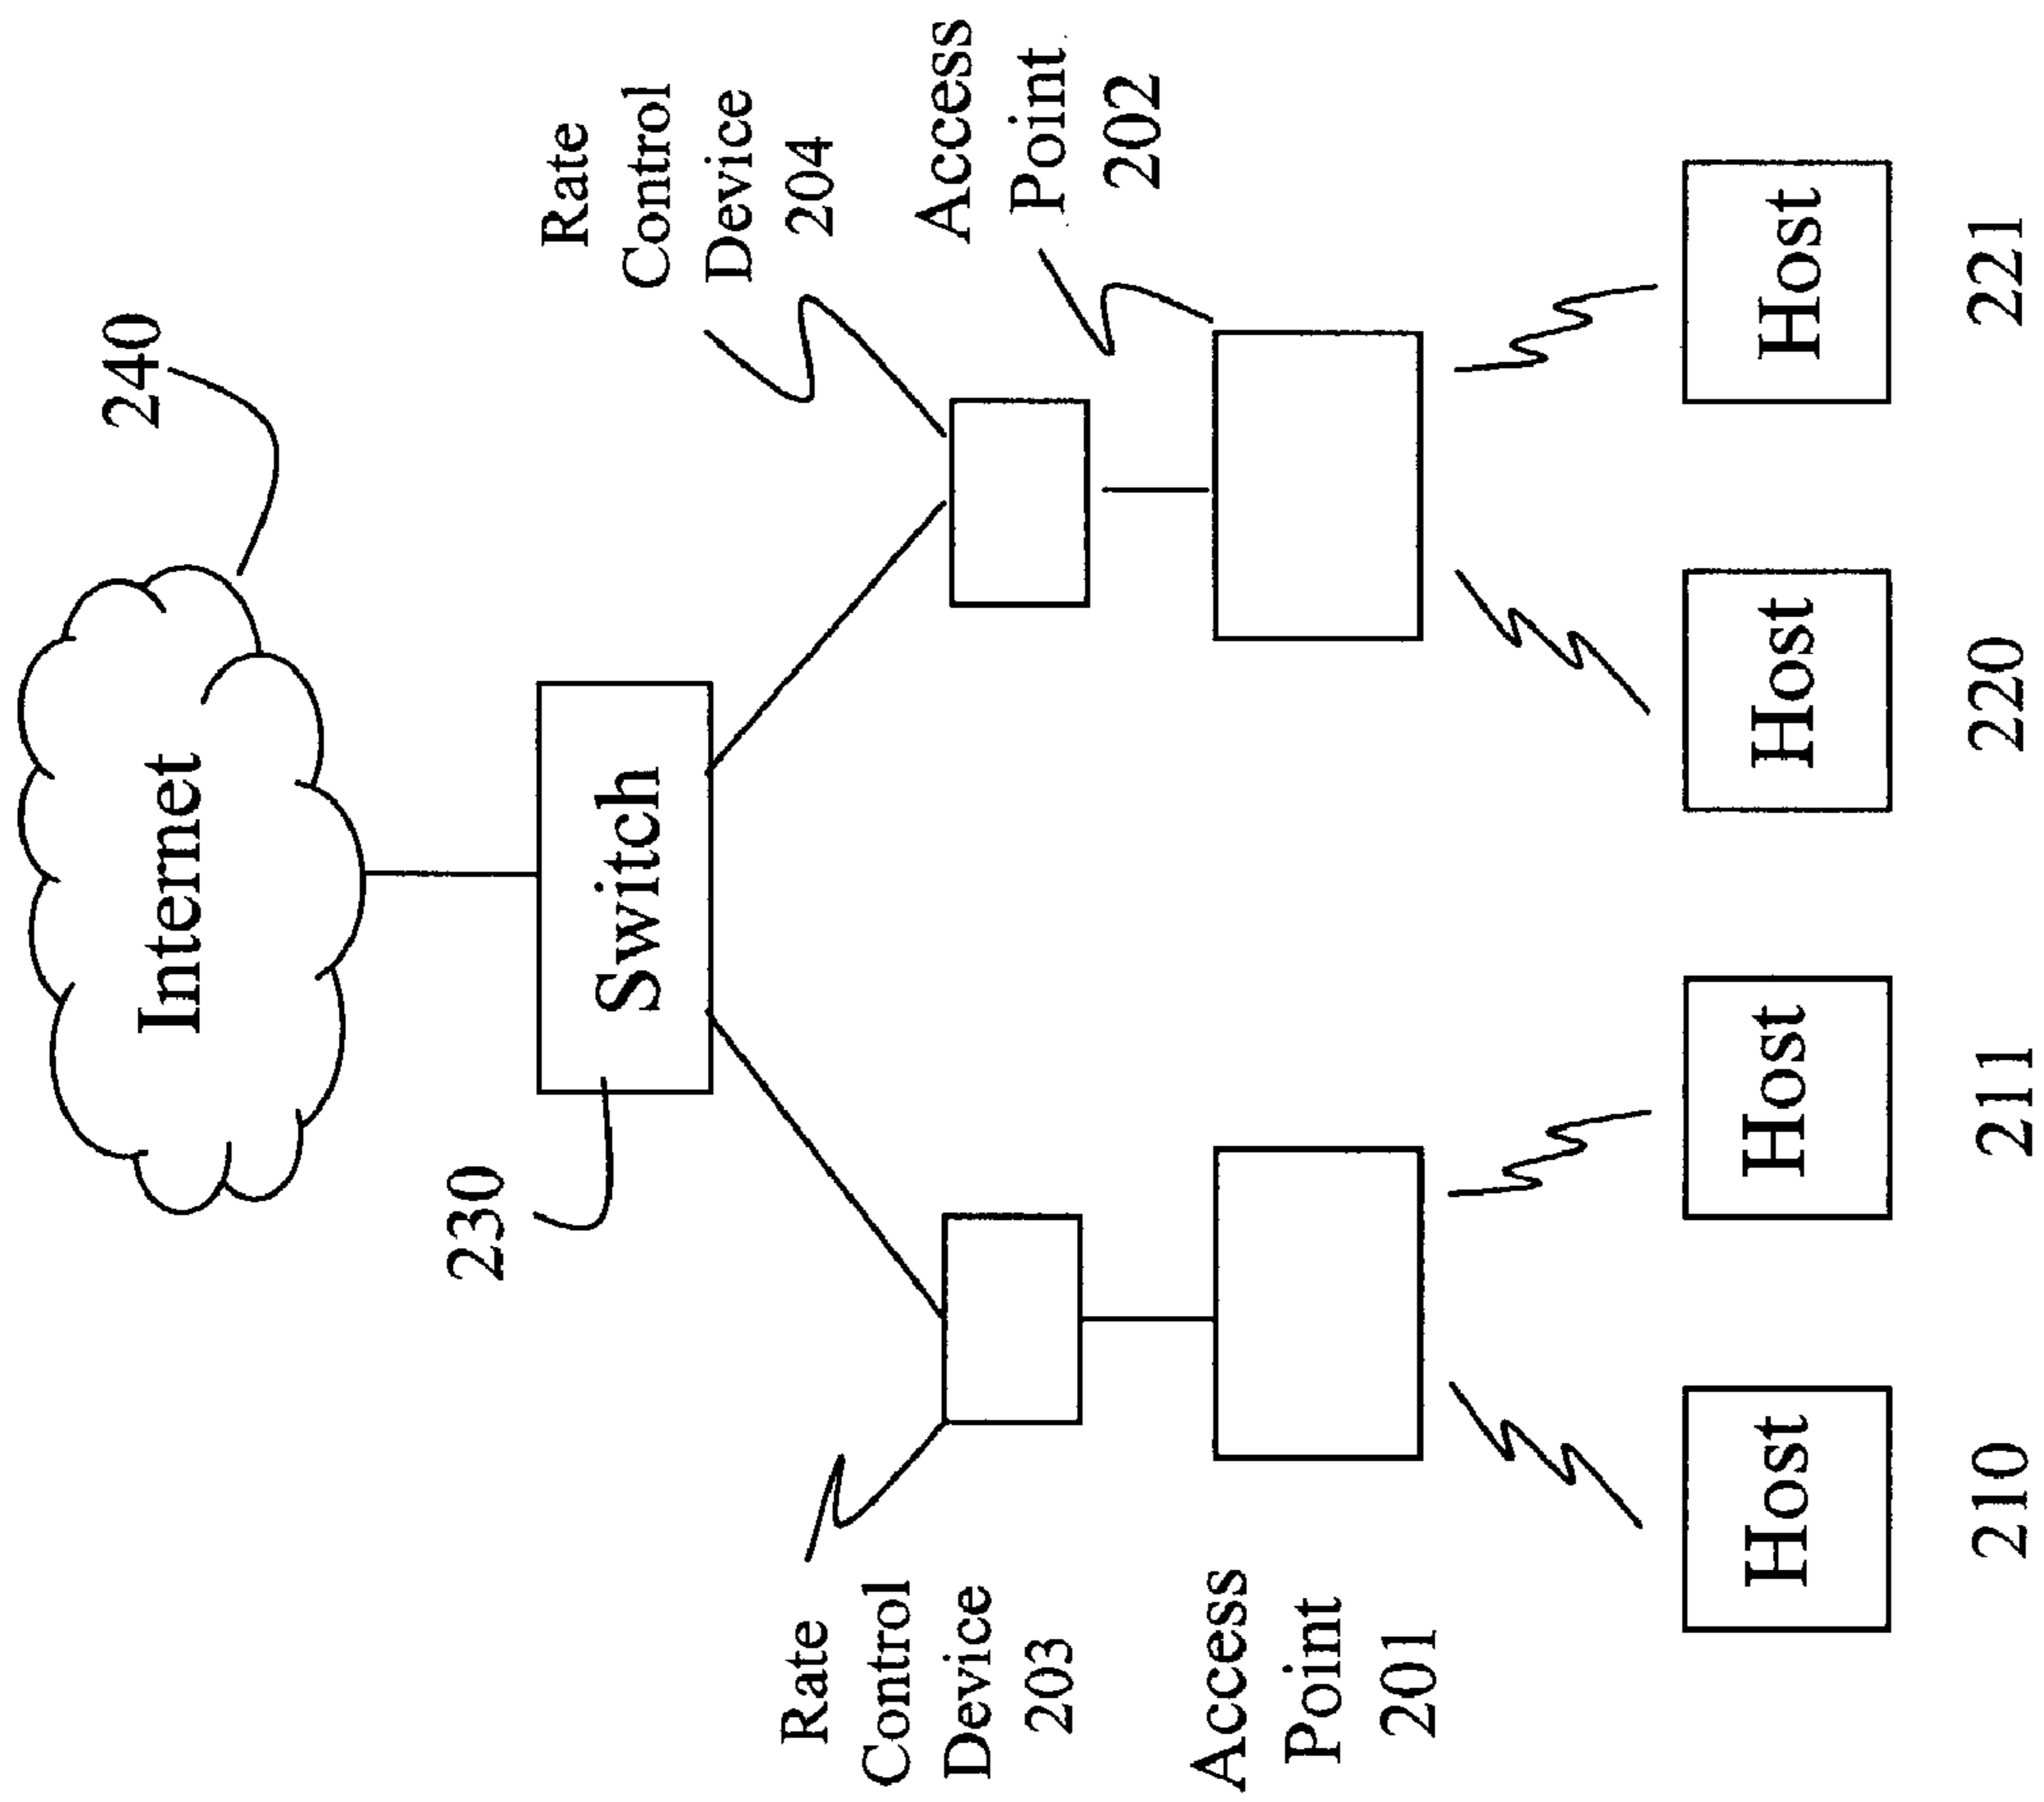 240
Internet
230
Switch
Rate
Control
Device
204
Access
Point
202
Rate
Control
Device
203
Access
Point
201
Host
Host
Host
Host
210
211
220
221